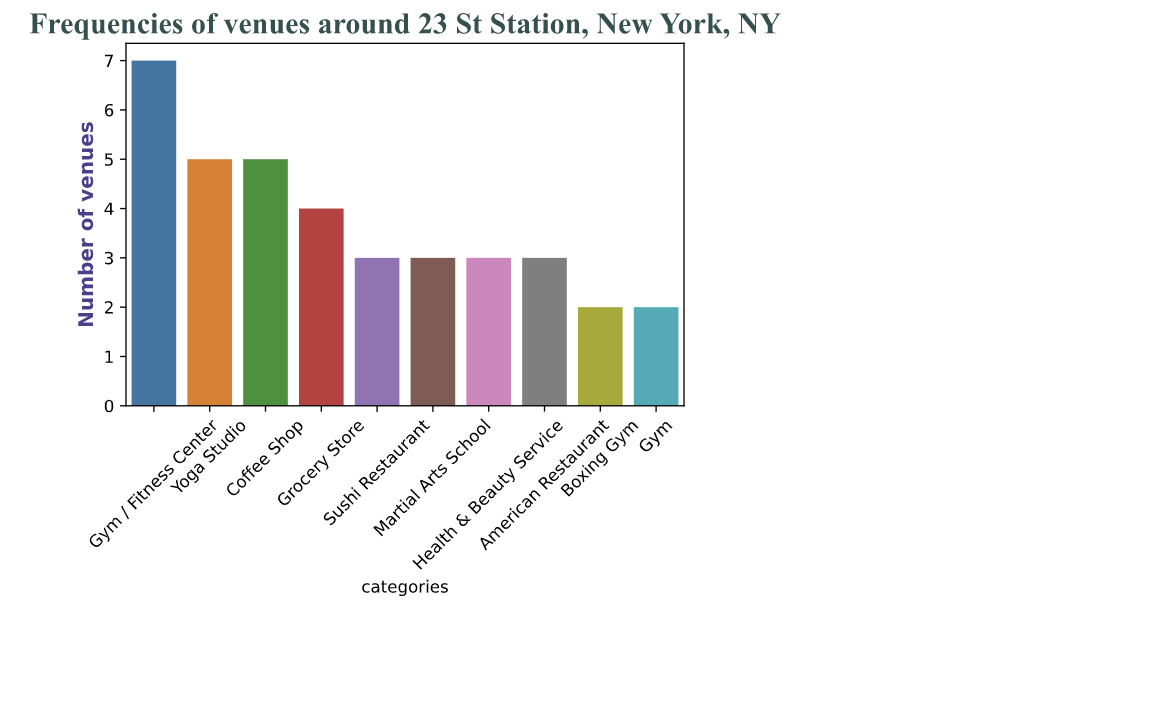 Frequencies of venues around 23 St Station, New York, NY
Number of venues
7
6
5
4
3
2
1
0
Gym / Fitness Center
Yoga Studio
Coffee Shop
Grocery Store
Sushi Restaurant
Martial Arts School
Health & Beauty Service
American Restaurant
Boxing Gym
Gym
categories